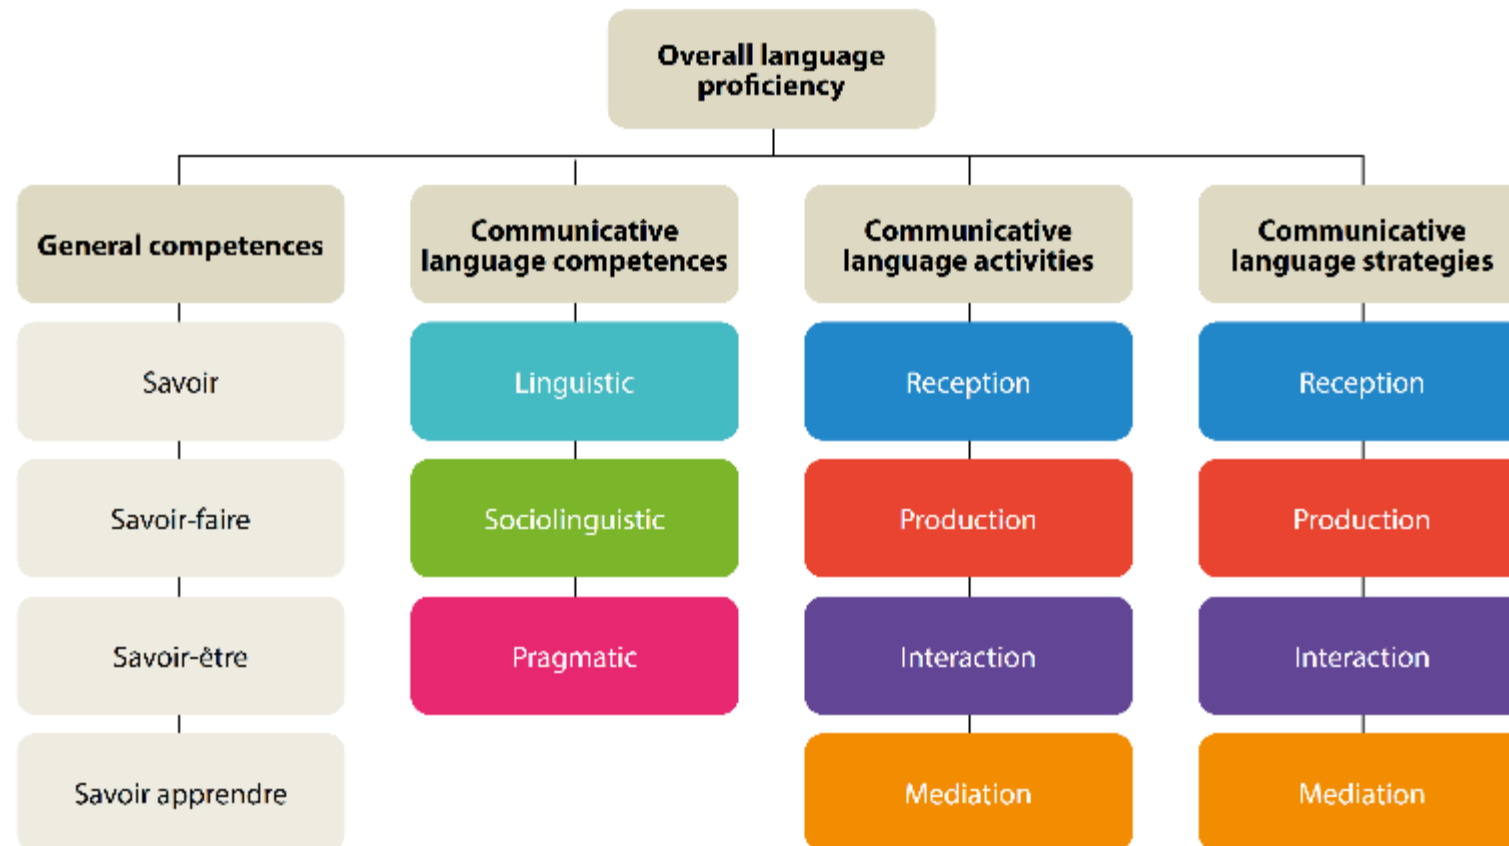 Overall language
proficiency
General competences
Communicative
language competences
Communicative
language activities
Communicative
language strategies
Savoir
Linguistic
Reception
Reception
Savoir-faire
Sociolinguistic
Production
Production
Savoir-être
Pragmatic
Interaction
Interaction
Savoir apprendre
Mediation
Mediation